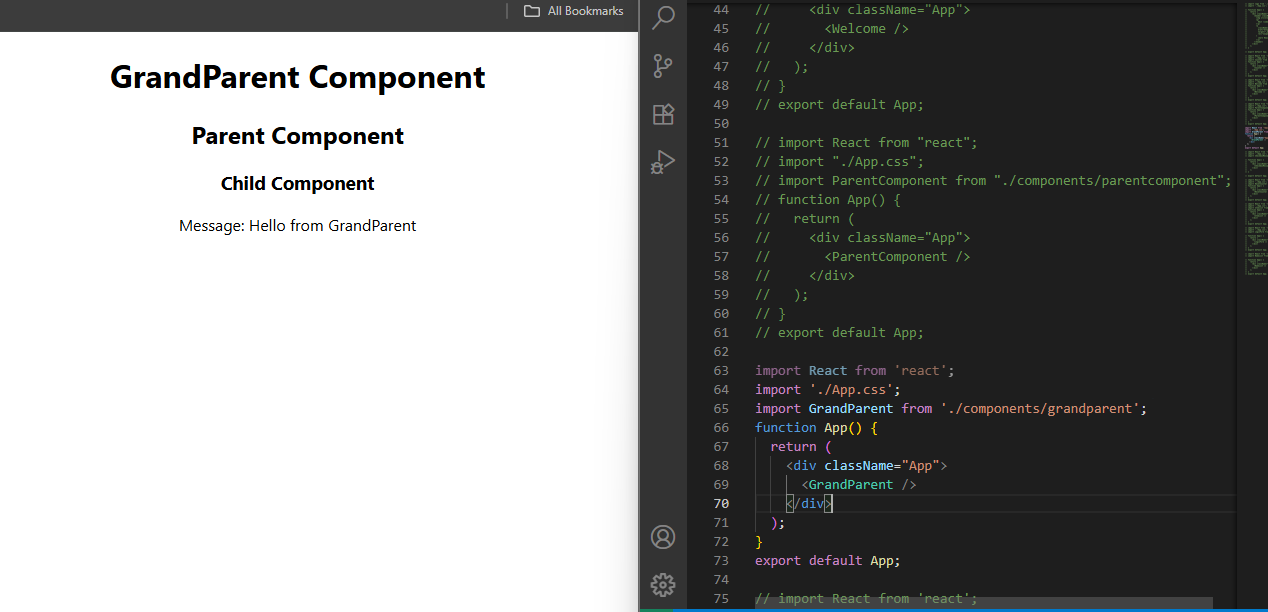 All Bookmarks
GrandParent Component
Parent Component
Child Component
Message: Hello from GrandParent
44 //     <div className="App">
45 //       <Welcome />
46 //     </div>
47 //   );
48 // }
49 // export default App;
50
51 // import React from "react";
52 // import "./App.css";
53 // import ParentComponent from "./components/parentcomponent";
54 // function App() {
55 //   return (
56 //     <div className="App">
57 //       <ParentComponent />
58 //     </div>
59 //   );
60 // }
61 // export default App;
62
63 import React from 'react';
64 import './App.css';
65 import GrandParent from './components/grandparent';
66 function App() {
67   return (
68     <div className="App">
69       <GrandParent />
70     </div>
71   );
72 }
73 export default App;
74
75 // import React from 'react';